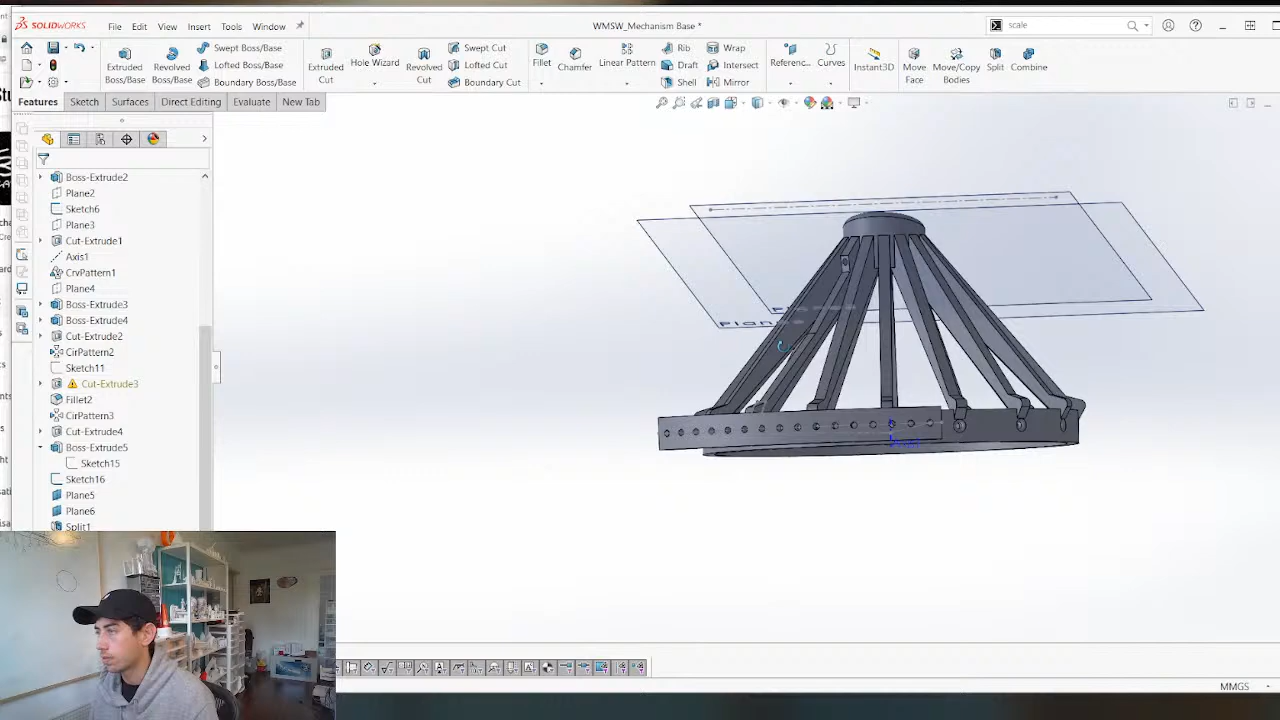 SOLIDWORKS
File
Edit
View
Insert
Tools
Window
WMSW_Mechanism Base *
scale
Extruded Boss/Base
Revolved Boss/Base
Swept Boss/Base
Lofted Boss/Base
Boundary Boss/Base
Extruded Cut
Hole Wizard
Revolved Cut
Swept Cut
Lofted Cut
Boundary Cut
Fillet
Chamfer
Linear Pattern
Rib
Draft
Shell
Wrap
Intersect
Mirror
Referenc...
Curves
Instant3D
Move Face
Move/Copy Bodies
Split
Combine
Features
Sketch
Surfaces
Direct Editing
Evaluate
New Tab
Boss-Extrude2
Plane2
Sketch6
Plane3
Cut-Extrude1
Axis1
CrvPattern1
Plane4
Boss-Extrude3
Boss-Extrude4
Cut-Extrude2
CirPattern2
Sketch11
Cut-Extrude3
Fillet2
CirPattern3
Cut-Extrude4
Boss-Extrude5
Sketch15
Sketch16
Plane5
Plane6
Split1
MMGS